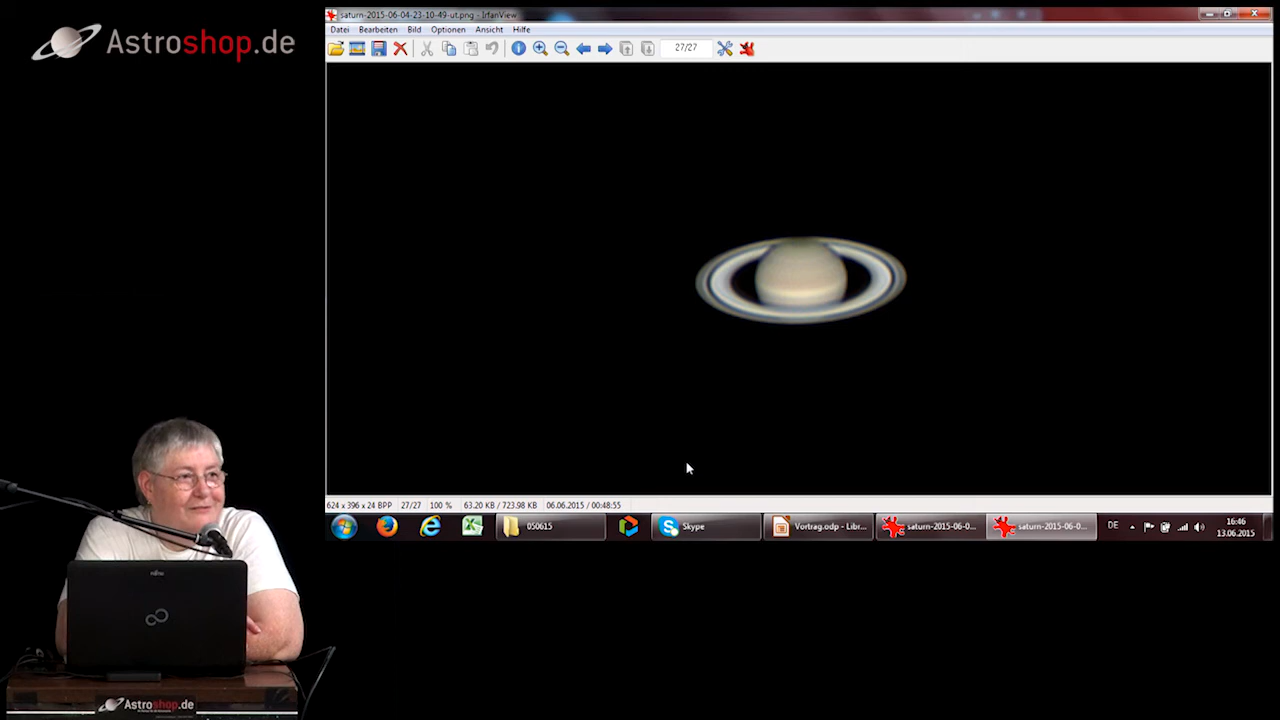 Astroshop.de
saturn-2015-06-04-23-10-49-ut.png - IrfanView
Datei Bearbeiten Bild Optionen Ansicht Hilfe
27/27
624 x 396 x 24 BPP 27/27 100 % 63.20 KB / 723.98 KB 06.06.2015 / 00:48:55
050615 Skype Vortrag.odp - Libr... saturn-2015-06-0... saturn-2015-06-0... DE 16:46
13.06.2015
FUJITSU
Astroshop.de